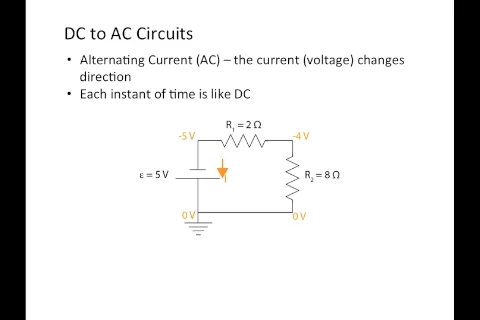 DC to AC Circuits
• Alternating Current (AC) – the current (voltage) changes
direction
• Each instant of time is like DC
R₁ = 2 Ω
-5 V
-4 V
ε = 5 V
I
R₂ = 8 Ω
0 V
0 V